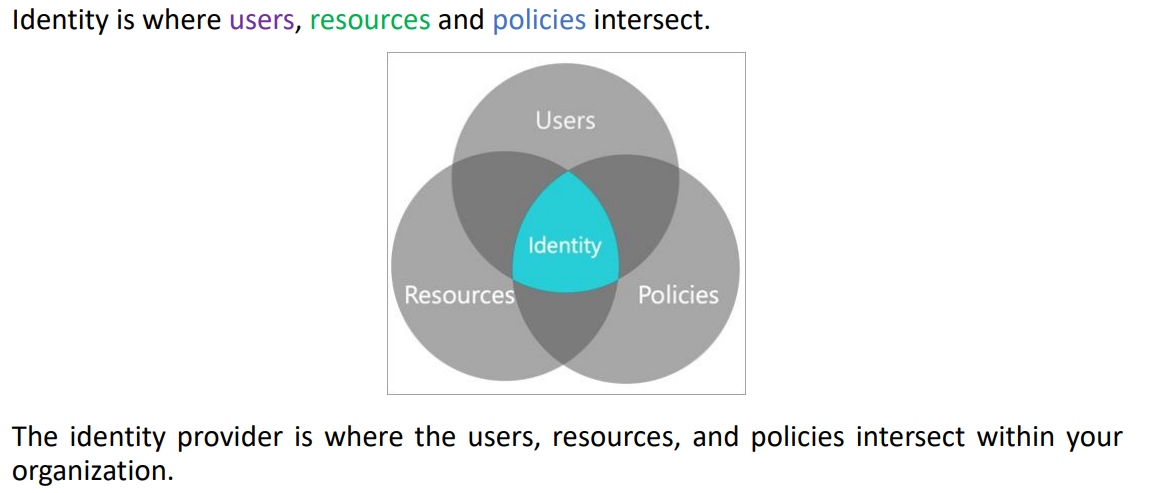 Identity is where users, resources and policies intersect.
Users
Identity
Resources
Policies
The identity provider is where the users, resources, and policies intersect within your
organization.